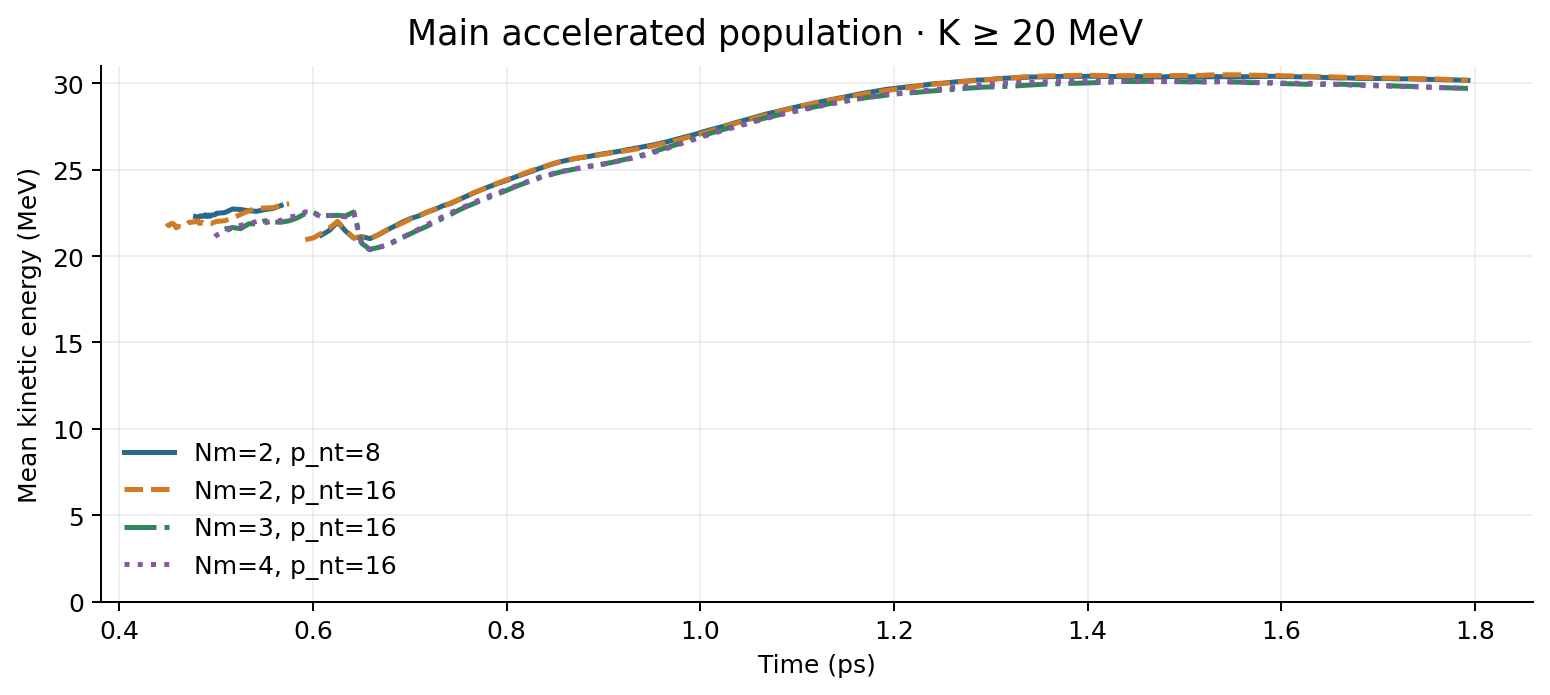 Main accelerated population · K ≥ 20 MeV
Mean kinetic energy (MeV)
30
25
20
15
10
5
0
Nm=2, p_nt=8
Nm=2, p_nt=16
Nm=3, p_nt=16
Nm=4, p_nt=16
0.4 0.6 0.8 1.0 1.2 1.4 1.6 1.8
Time (ps)